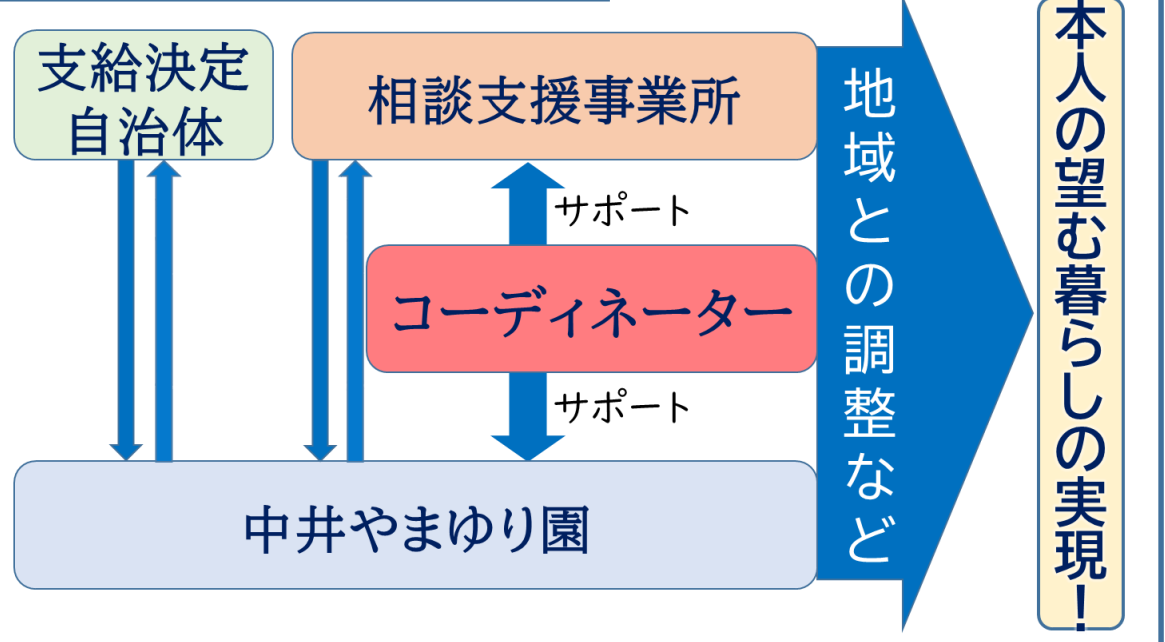 支給決定
自治体
相談支援事業所
サポート
コーディネーター
サポート
中井やまゆり園
地域との調整など
本人の望む暮らしの実現！